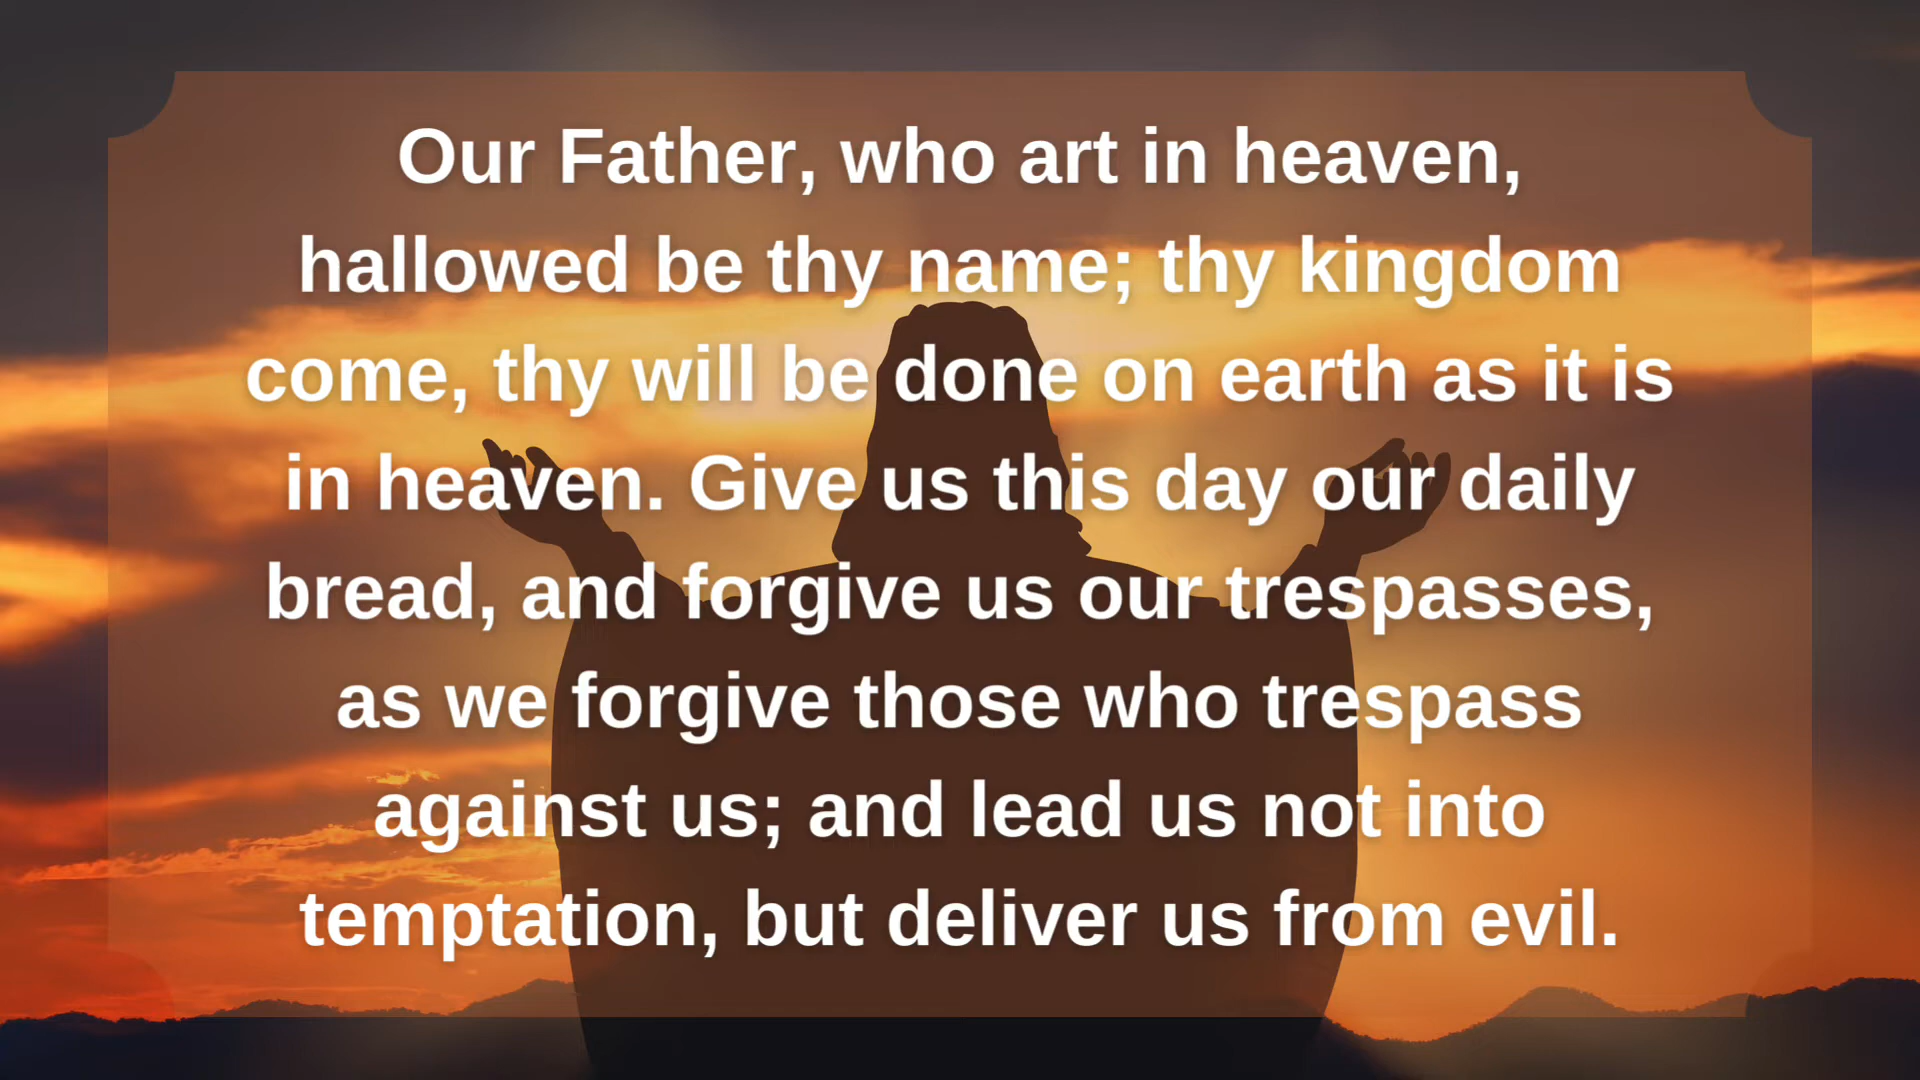 Our Father, who art in heaven,
hallowed be thy name; thy kingdom
come, thy will be done on earth as it is
in heaven. Give us this day our daily
bread, and forgive us our trespasses,
as we forgive those who trespass
against us; and lead us not into
temptation, but deliver us from evil.